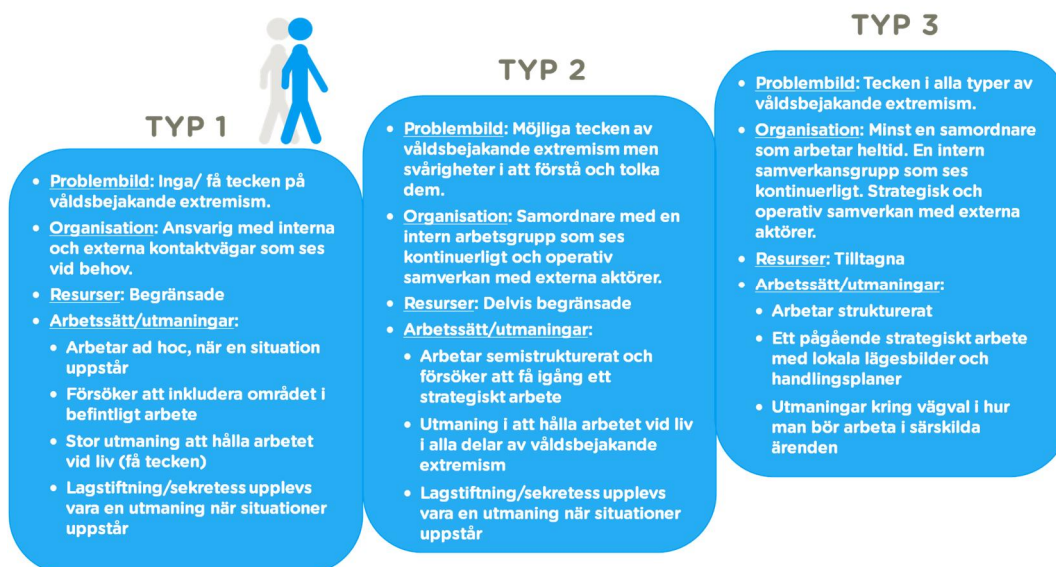 TYP 1
• Problembild: Inga/ få tecken på
våldsbejakande extremism.
• Organisation: Ansvarig med interna
och externa kontaktvägar som ses
vid behov.
• Resurser: Begränsade
• Arbetssätt/utmaningar:
• Arbetar ad hoc, när en situation
uppstår
• Försöker att inkludera området i
befintligt arbete
• Stor utmaning att hålla arbetet
vid liv (få tecken)
• Lagstiftning/sekretess upplevs
vara en utmaning när situationer
uppstår
TYP 2
• Problembild: Möjliga tecken av
våldsbejakande extremism men
svårigheter i att förstå och tolka
dem.
• Organisation: Samordnare med en
intern arbetsgrupp som ses
kontinuerligt och operativ
samverkan med externa aktörer.
• Resurser: Delvis begränsade
• Arbetssätt/utmaningar:
• Arbetar semistrukturerat och
försöker att få igång ett
strategiskt arbete
• Utmaning i att hålla arbetet vid liv
i alla delar av våldsbejakande
extremism
• Lagstiftning/sekretess upplevs
vara en utmaning när situationer
uppstår
TYP 3
• Problembild: Tecken i alla typer av
våldsbejakande extremism.
• Organisation: Minst en samordnare
som arbetar heltid. En intern
samverkansgrupp som ses
kontinuerligt. Strategisk och
operativ samverkan med externa
aktörer.
• Resurser: Tilltagna
• Arbetssätt/utmaningar:
• Arbetar strukturerat
• Ett pågående strategiskt arbete
med lokala lägesbilder och
handlingsplaner
• Utmaningar kring vägval i hur
man bör arbeta i särskilda
ärenden